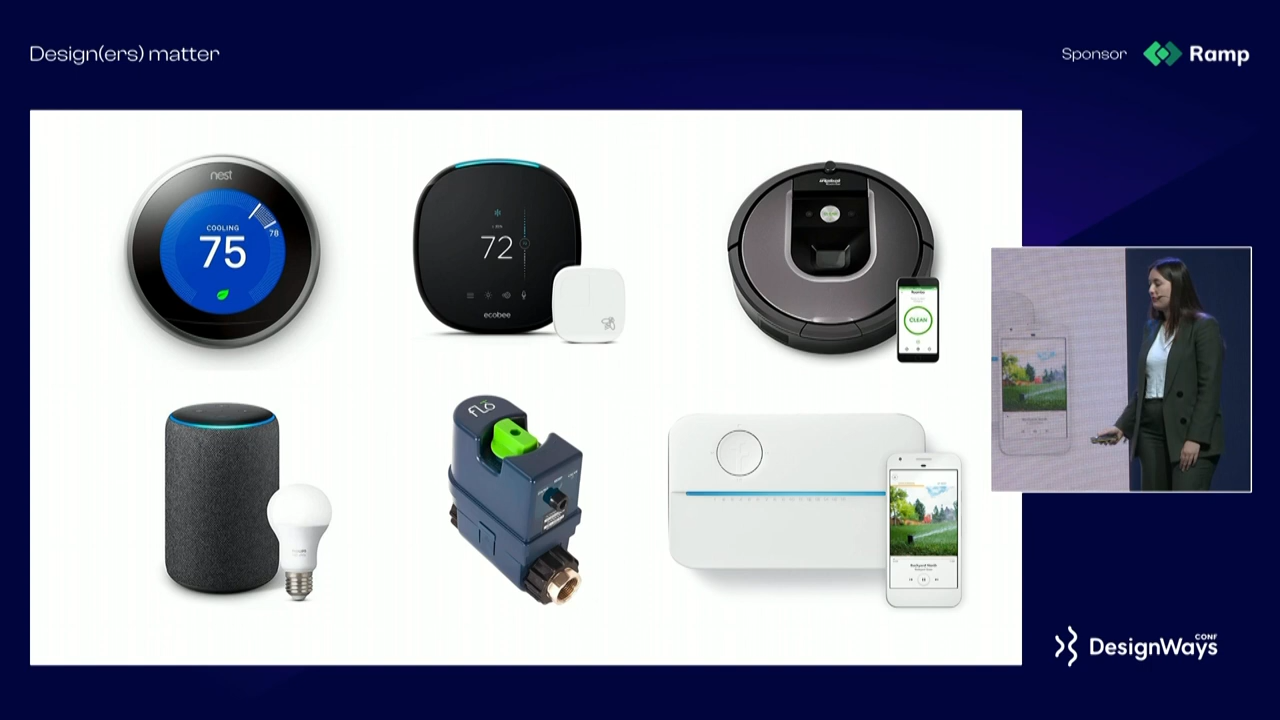 Design(ers) matter
Sponsor
Ramp
nest
COOLING
75
78
72
ecobee
CLEAN
flo
DesignWays
CONF